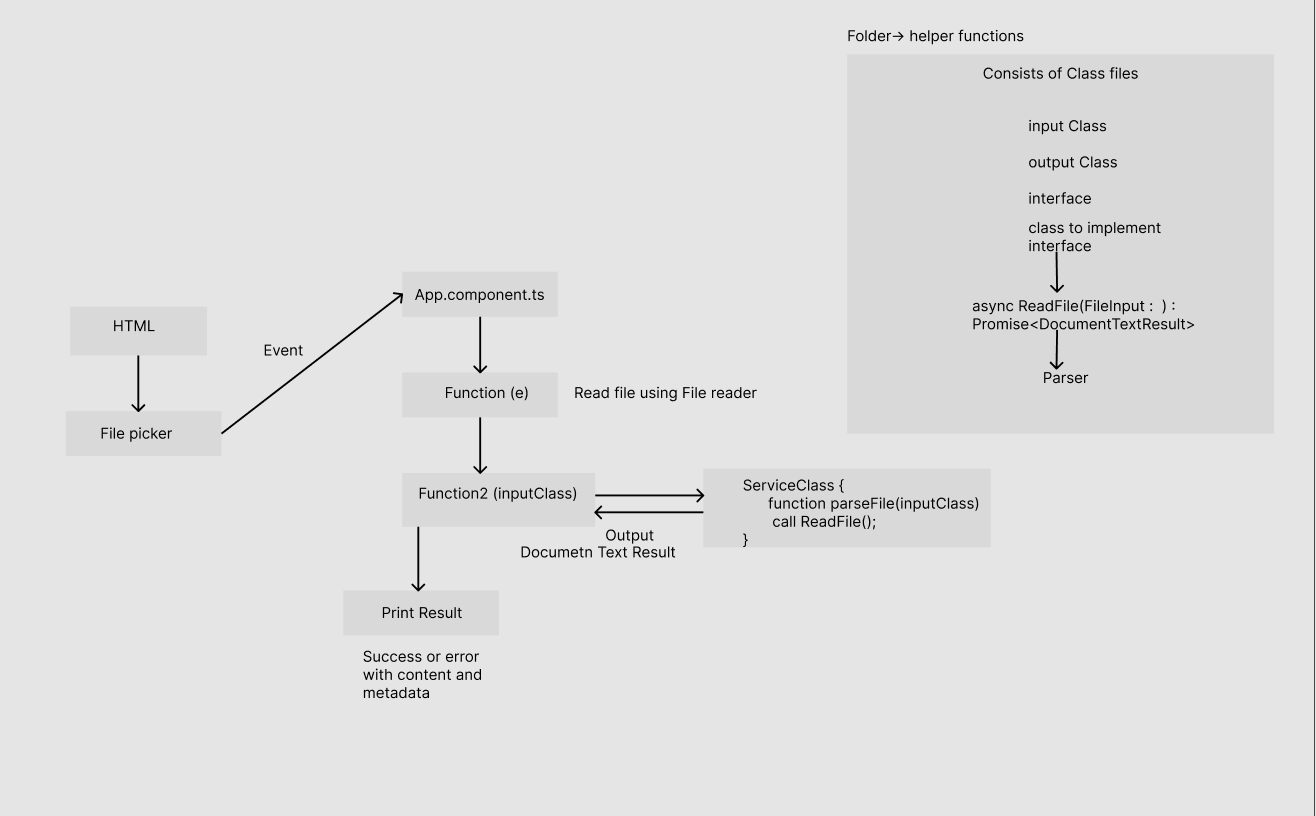 Folder→ helper functions
Consists of Class files
input Class
output Class
interface
class to implement
interface
async ReadFile(FileInput :  ) :
Promise<DocumentTextResult>
Parser
HTML
File picker
Event
App.component.ts
Function (e)
Read file using File reader
Function2 (inputClass)
ServiceClass {
function parseFile(inputClass)
call ReadFile();
}
Output
Documetn Text Result
Print Result
Success or error
with content and
metadata